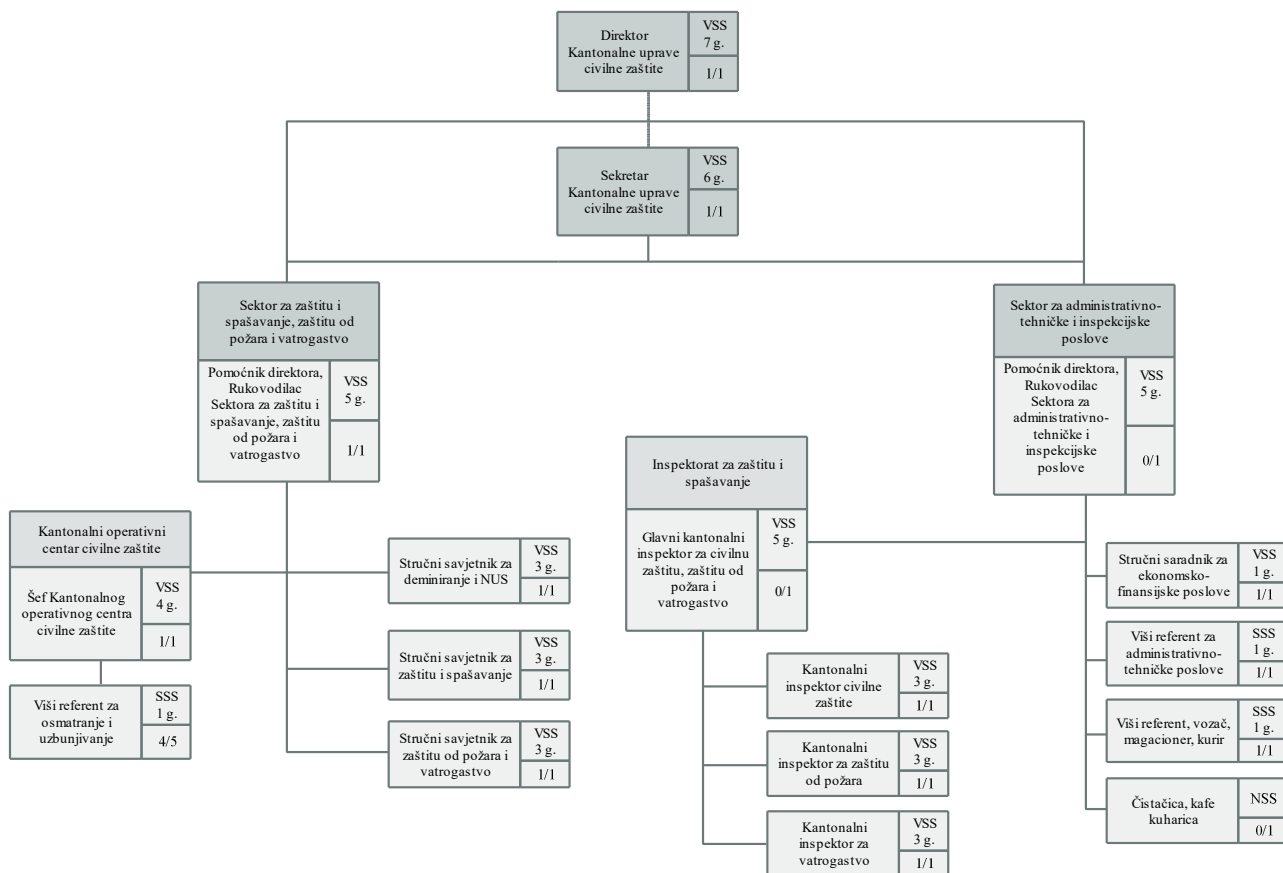 Direktor
Kantonalne uprave
civilne zaštite
VSS
7 g.
1/1
Sekretar
Kantonalne uprave
civilne zaštite
VSS
6 g.
1/1
Sektor za zaštitu i
spašavanje, zaštitu od
požara i vatrogastvo
Pomoćnik direktora,
Rukovodilac
Sektora za zaštitu i
spašavanje, zaštitu
od požara i
vatrogastvo
VSS
5 g.
1/1
Kantonalni operativni
centar civilne zaštite
Šef Kantonalnog
operativnog centra
civilne zaštite
VSS
4 g.
1/1
Viši referent za
osmatranje i
uzbunjivanje
SSS
1 g.
4/5
Stručni savjetnik za
deminiranje i NUS
VSS
3 g.
1/1
Stručni savjetnik za
zaštitu i spašavanje
VSS
3 g.
1/1
Stručni savjetnik za
zaštitu od požara i
vatrogastvo
VSS
3 g.
1/1
Sektor za administrativno-
tehničke i inspekcijske
poslove
Pomoćnik direktora,
Rukovodilac
Sektora za
administrativno-
tehničke i
inspekcijske
poslove
VSS
5 g.
0/1
Inspektorat za zaštitu i
spašavanje
Glavni kantonalni
inspektor za civilnu
zaštitu, zaštitu od
požara i
vatrogastvo
VSS
5 g.
0/1
Kantonalni
inspektor civilne
zaštite
VSS
3 g.
1/1
Kantonalni
inspektor za zaštitu
od požara
VSS
3 g.
1/1
Kantonalni
inspektor za
vatrogastvo
VSS
3 g.
1/1
Stručni saradnik za
ekonomsko-
finansijske poslove
VSS
1 g.
1/1
Viši referent za
administrativno-
tehničke poslove
SSS
1 g.
1/1
Viši referent, vozač,
magacioner, kurir
SSS
1 g.
1/1
Čistačica, kafe
kuharica
NSS
0/1